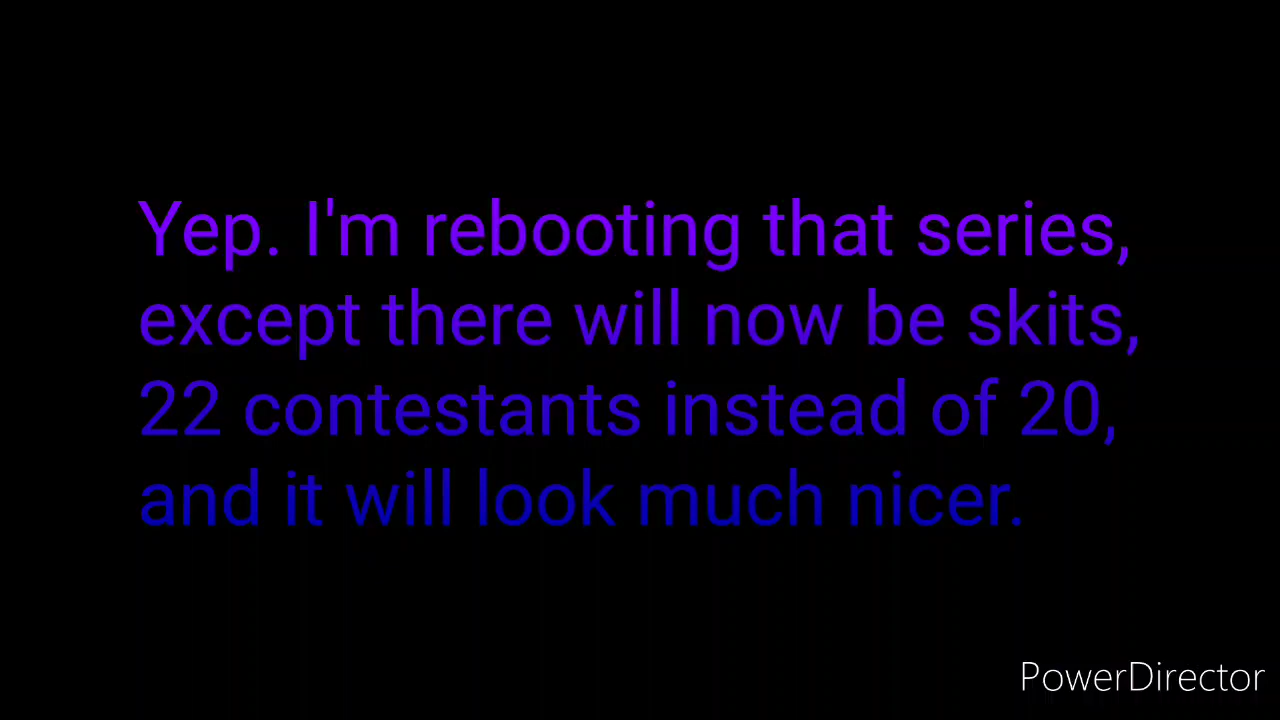 Yep. I'm rebooting that series,
except there will now be skits,
22 contestants instead of 20,
and it will look much nicer.
PowerDirector